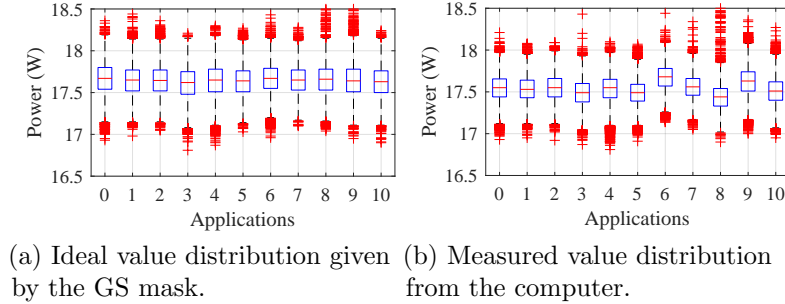 18.5
18
17.5
17
16.5
Power (W)
0 1 2 3 4 5 6 7 8 9 10
Applications
(a) Ideal value distribution given
by the GS mask.
18.5
18
17.5
17
16.5
Power (W)
0 1 2 3 4 5 6 7 8 9 10
Applications
(b) Measured value distribution
from the computer.